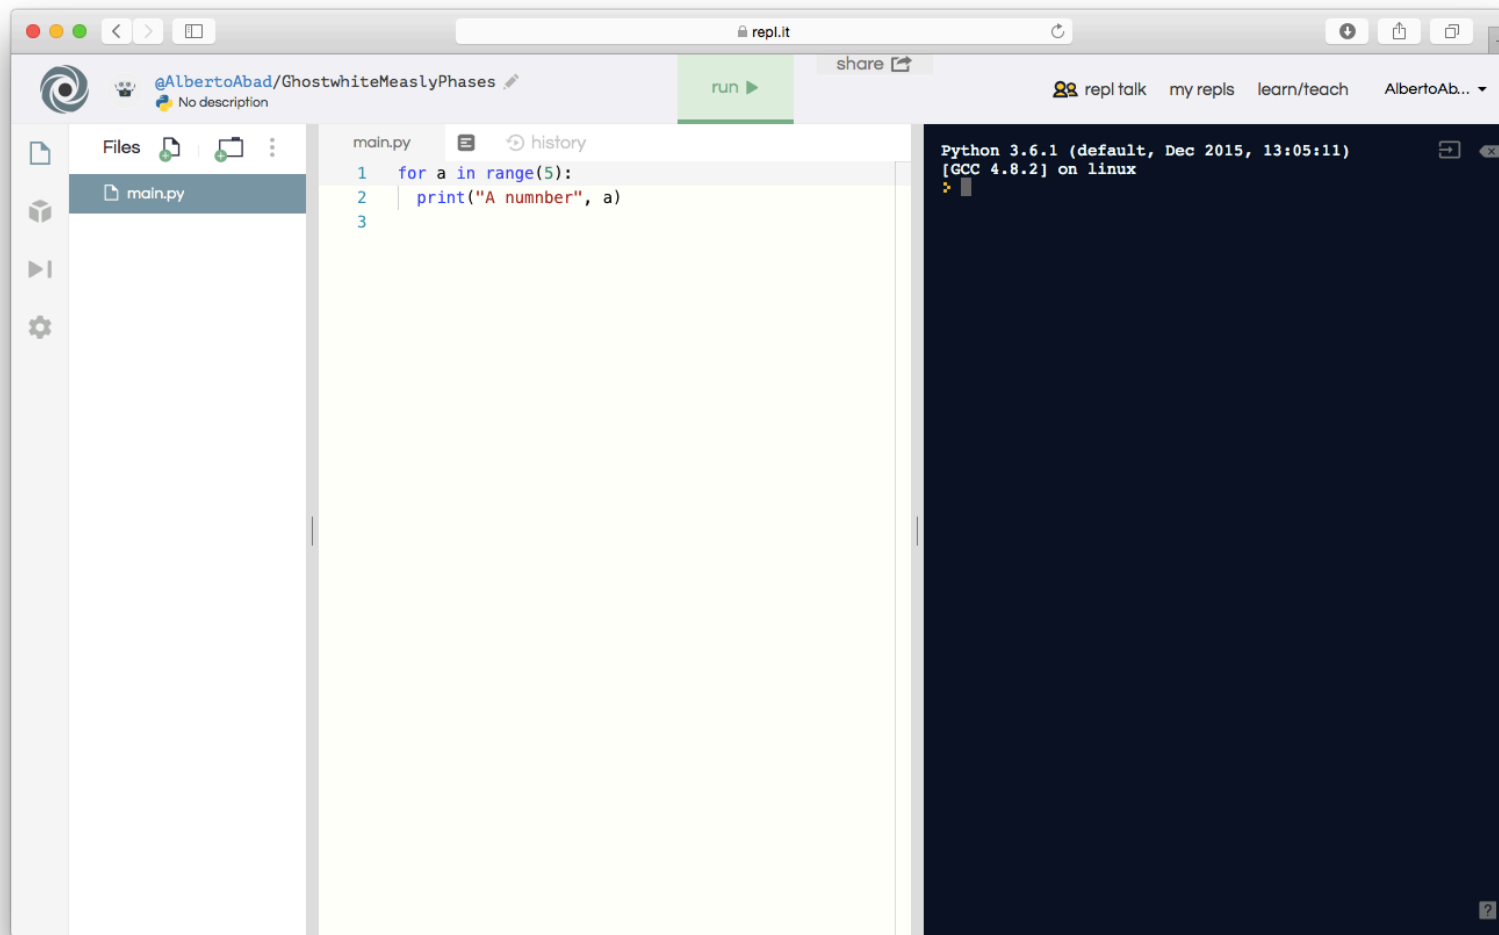 repl.it
@AlbertoAbad/GhostwhiteMeaslyPhases
No description
run
share
repl talk
my repls
learn/teach
AlbertoAb...
Files
main.py
main.py
history
1 for a in range(5):
2 print("A numnber", a)
3
Python 3.6.1 (default, Dec 2015, 13:05:11)
[GCC 4.8.2] on linux
?